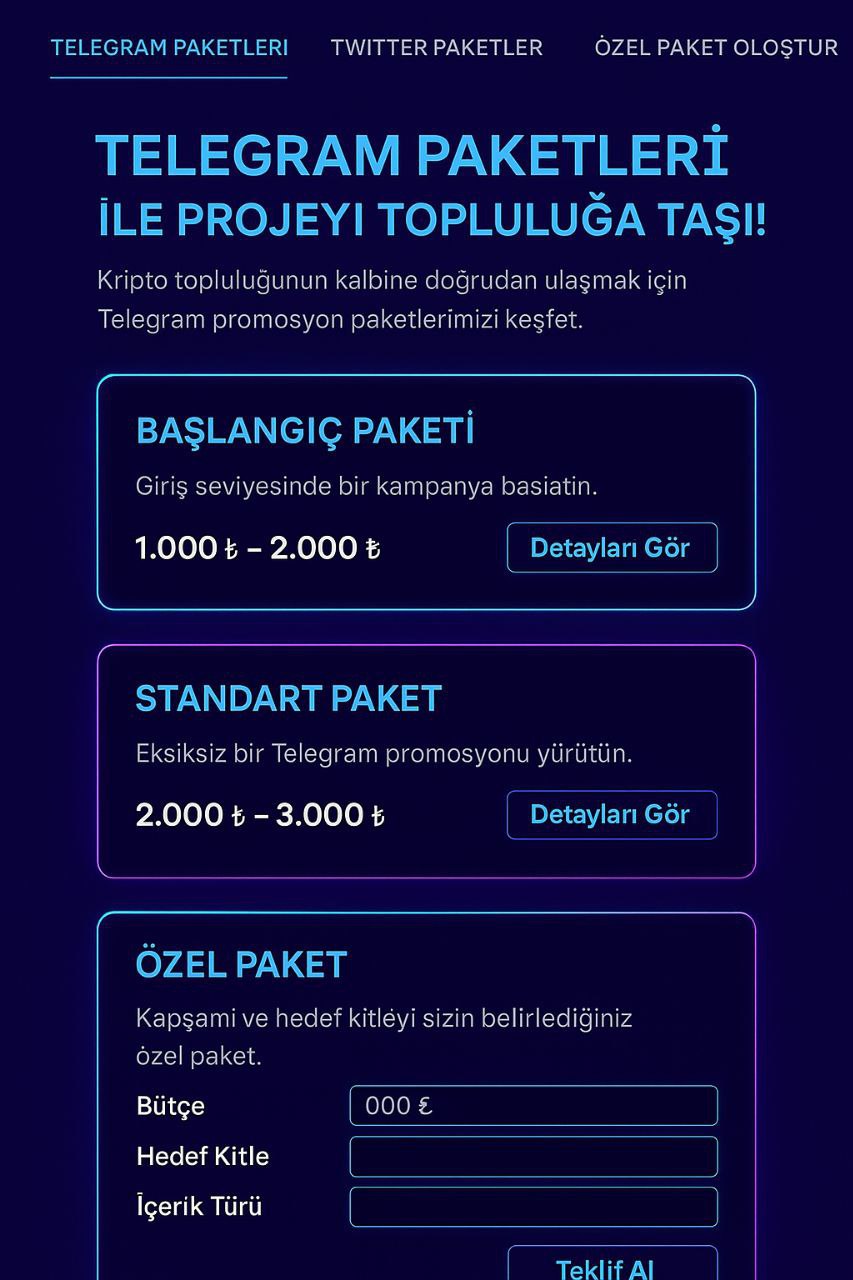 TELEGRAM PAKETLERI TWITTER PAKETLER ÖZEL PAKET OLOŞTUR
TELEGRAM PAKETLERİ
İLE PROJEYI TOPLULUĞA TAŞI!
Kripto topluluğunun kalbine doğrudan ulaşmak için
Telegram promosyon paketlerimizi keşfet.
BAŞLANGIÇ PAKETİ
Giriş seviyesinde bir kampanya basiatin.
1.000 ₺ – 2.000 ₺ Detayları Gör
STANDART PAKET
Eksiksiz bir Telegram promosyonu yürütün.
2.000 ₺ – 3.000 ₺ Detayları Gör
ÖZEL PAKET
Kapşami ve hedef kitléyi sizin belirlediğiniz
özel paket.
Bütçe 000 £
Hedef Kitle
İçerik Türü
Teklif Al